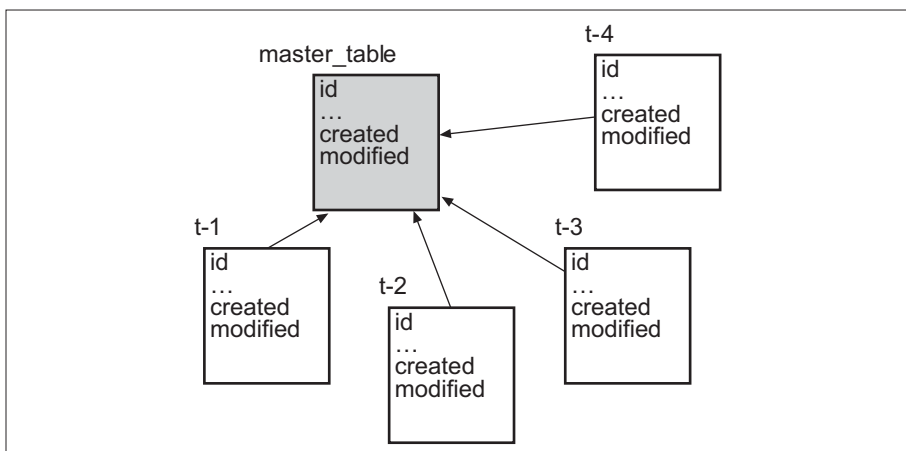 master_table
id
…
created
modified
t-4
id
…
created
modified
t-1
id
…
created
modified
t-2
id
…
created
modified
t-3
id
…
created
modified